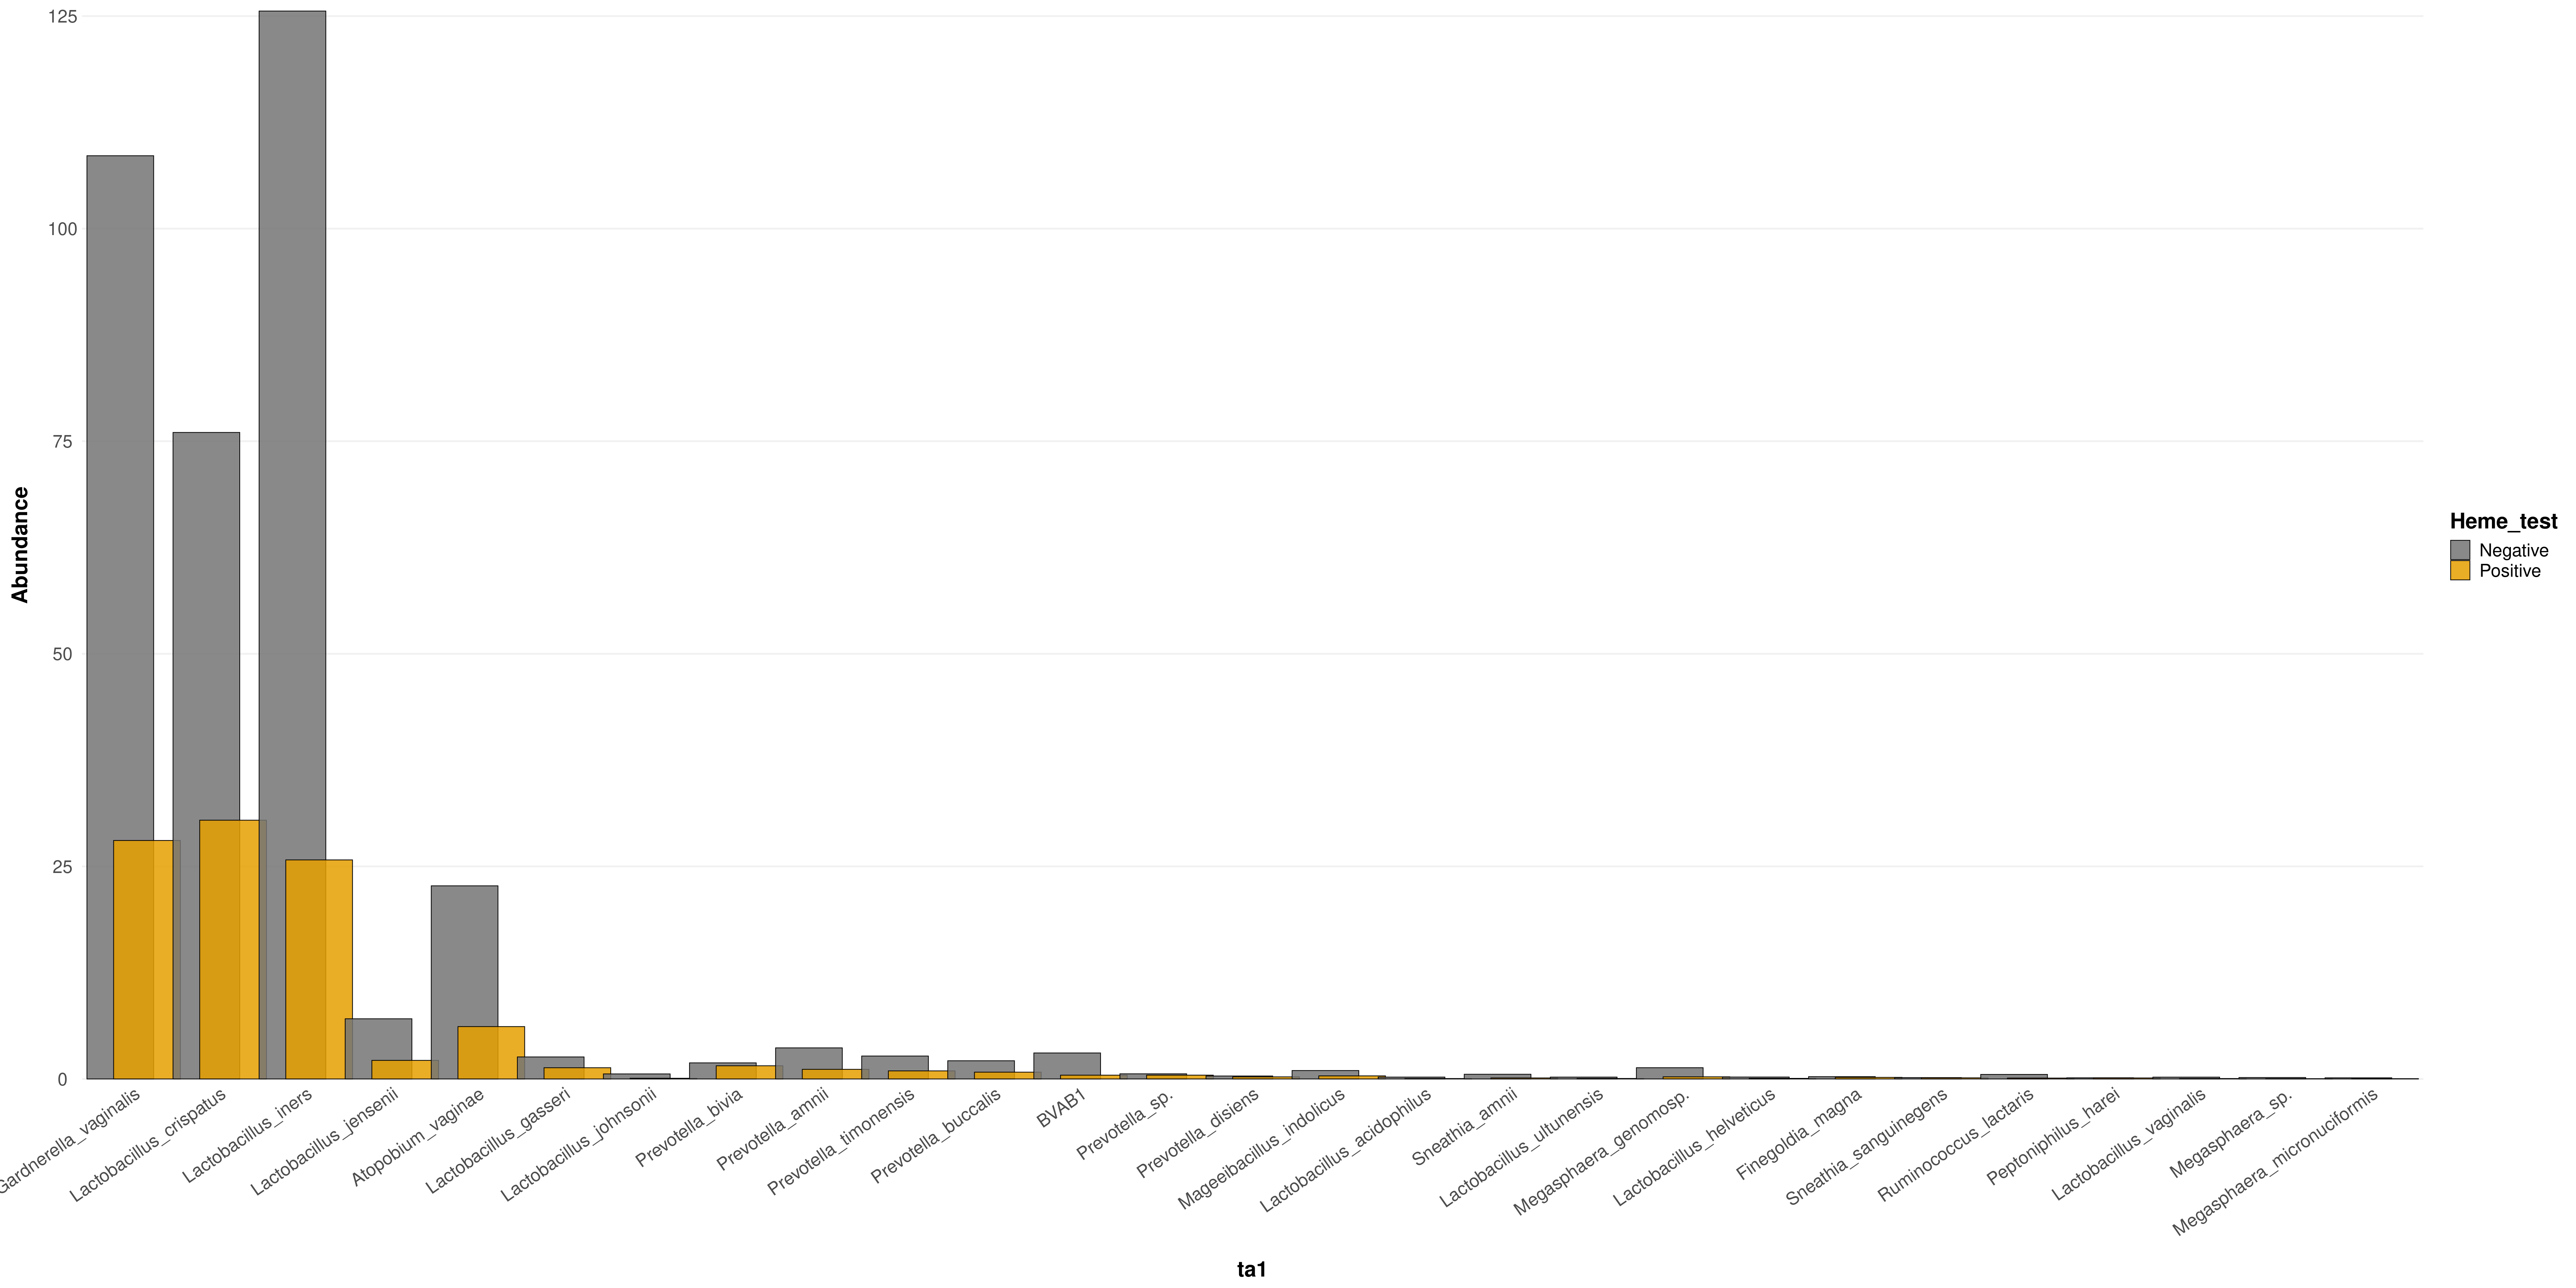 Abundance
125
100
75
50
25
0
Gardnerella_vaginalis
Lactobacillus_crispatus
Lactobacillus_iners
Lactobacillus_jensenii
Atopobium_vaginae
Lactobacillus_gasseri
Lactobacillus_johnsonii
Prevotella_bivia
Prevotella_amnii
Prevotella_timonensis
Prevotella_buccalis
BVAB1
Prevotella_sp.
Prevotella_disiens
Mageeibacillus_indolicus
Lactobacillus_acidophilus
Sneathia_amnii
Lactobacillus_ultunensis
Megasphaera_genomosp.
Lactobacillus_helveticus
Finegoldia_magna
Sneathia_sanguinegens
Ruminococcus_lactaris
Peptoniphilus_harei
Lactobacillus_vaginalis
Megasphaera_sp.
Megasphaera_micronuciformis
ta1
Heme_test
Negative
Positive